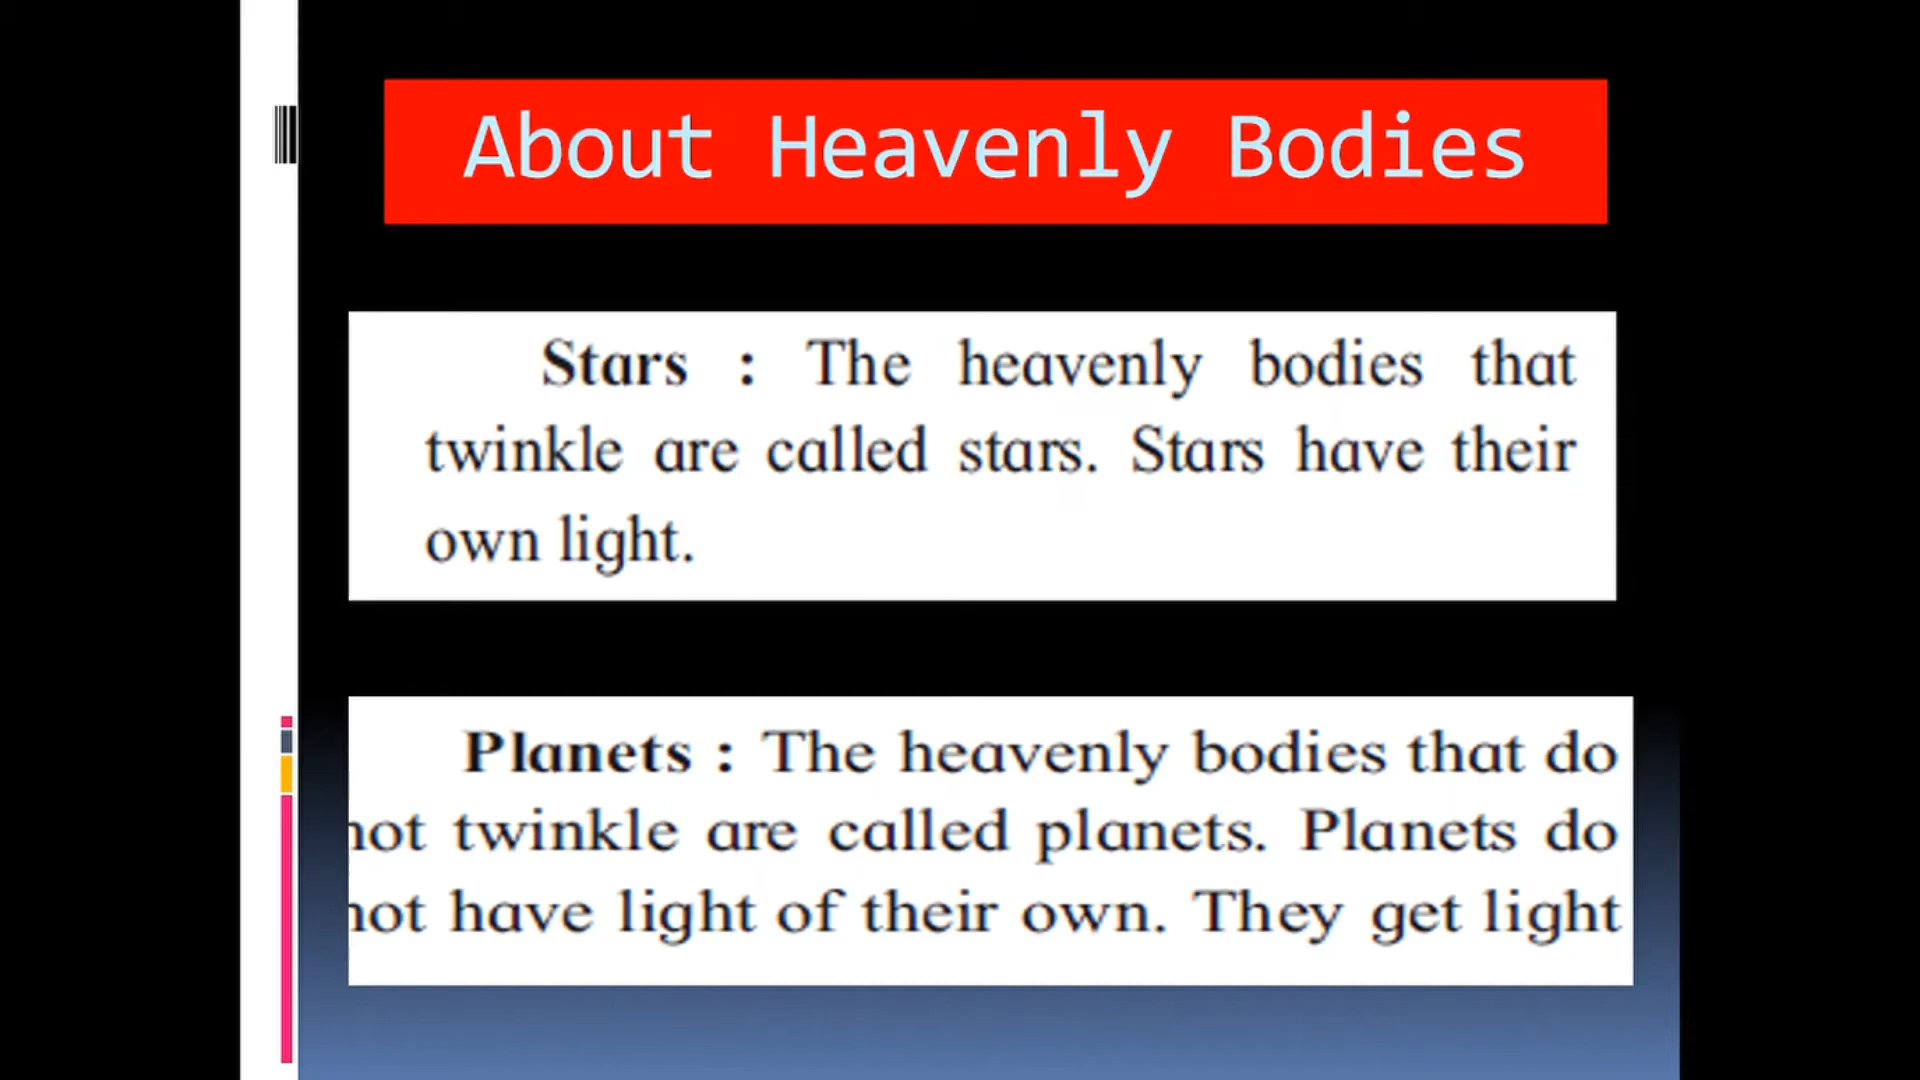 About Heavenly Bodies
Stars : The heavenly bodies that
twinkle are called stars. Stars have their
own light.
Planets : The heavenly bodies that do
not twinkle are called planets. Planets do
not have light of their own. They get light